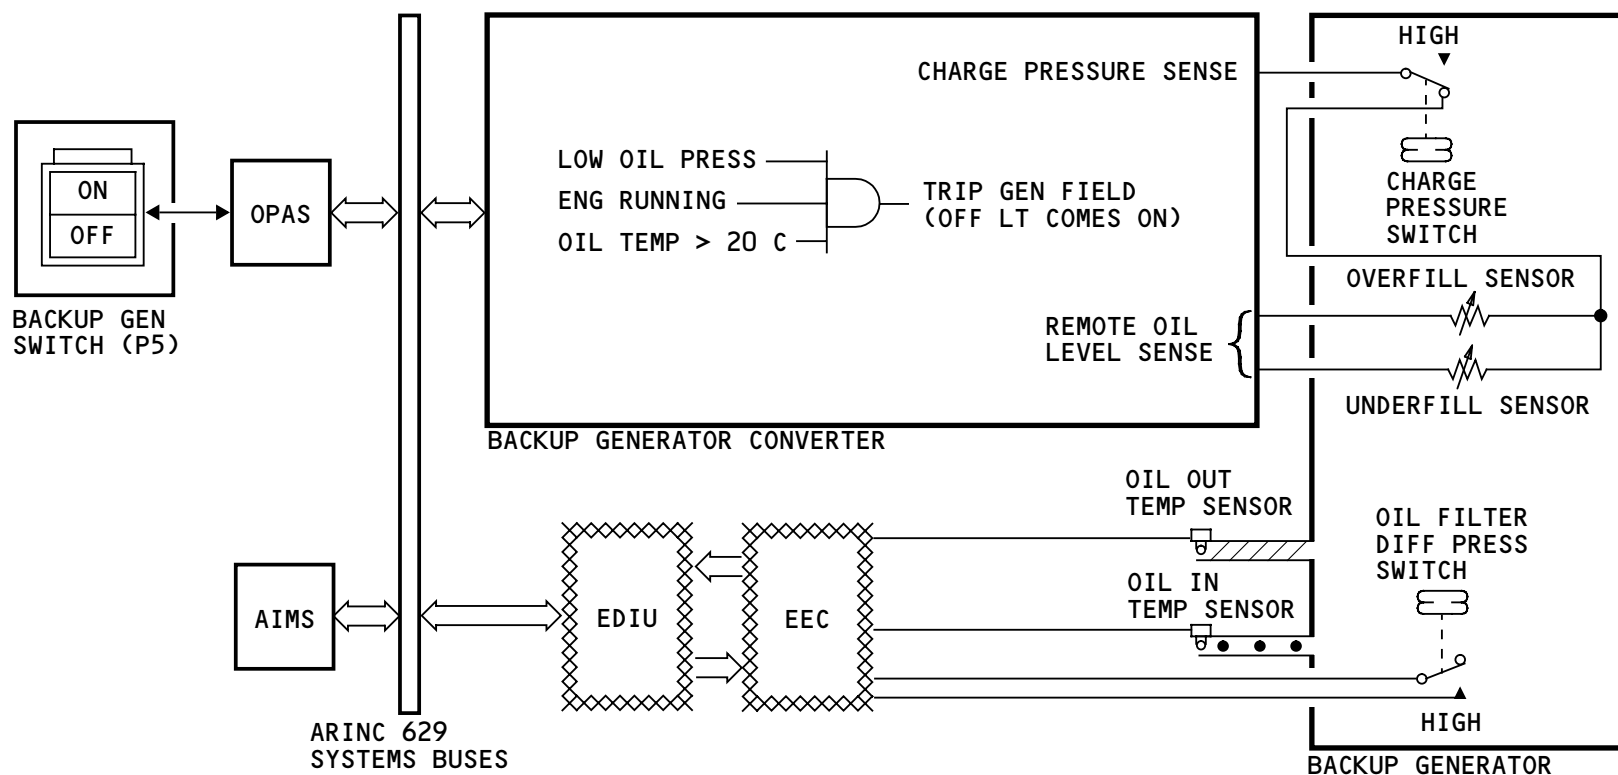 HIGH
CHARGE PRESSURE SENSE
CHARGE
PRESSURE
SWITCH
LOW OIL PRESS
ENG RUNNING
OIL TEMP > 20 C
TRIP GEN FIELD
(OFF LT COMES ON)
ON
OFF
OPAS
BACKUP GEN
SWITCH (P5)
OVERFILL SENSOR
REMOTE OIL
LEVEL SENSE
UNDERFILL SENSOR
BACKUP GENERATOR CONVERTER
OIL OUT
TEMP SENSOR
OIL FILTER
DIFF PRESS
SWITCH
OIL IN
TEMP SENSOR
AIMS
EDIU
EEC
HIGH
ARINC 629
SYSTEMS BUSES
BACKUP GENERATOR